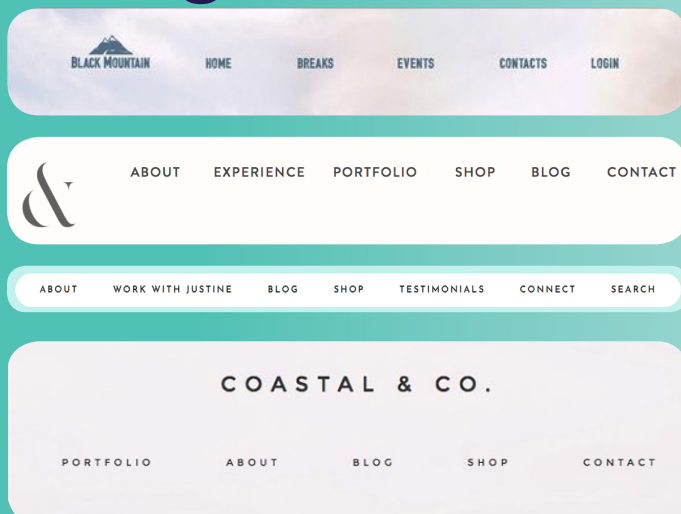 BLACK MOUNTAIN HOME BREAKS EVENTS CONTACTS LOGIN
& ABOUT EXPERIENCE PORTFOLIO SHOP BLOG CONTACT
ABOUT WORK WITH JUSTINE BLOG SHOP TESTIMONIALS CONNECT SEARCH
COASTAL & CO.
PORTFOLIO ABOUT BLOG SHOP CONTACT